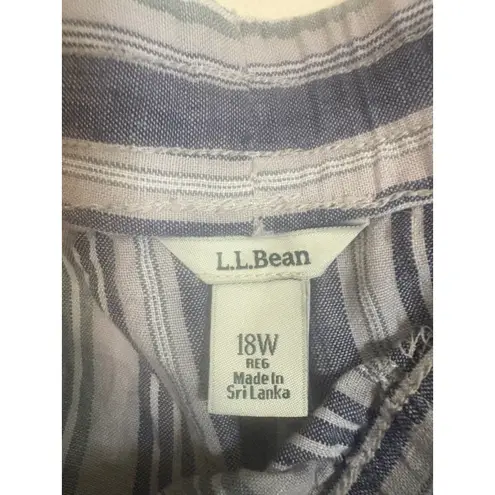 L.L.Bean
18W
REG
Made In
Sri Lanka